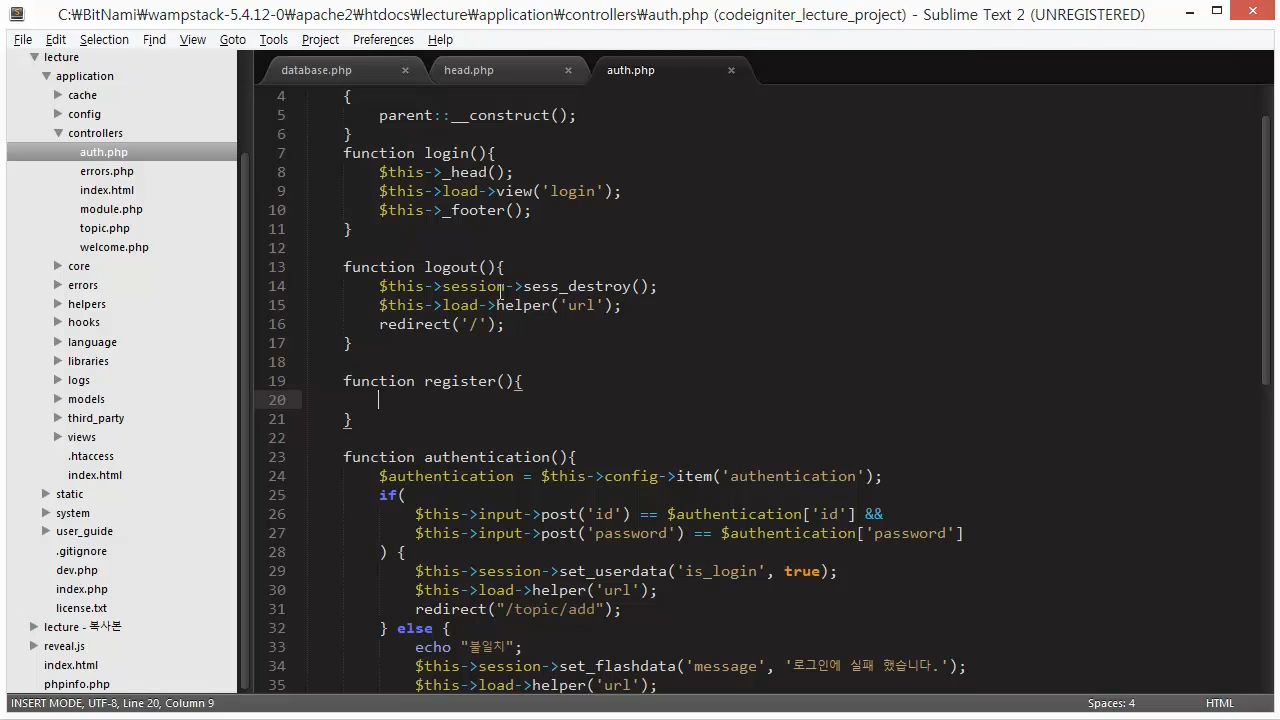 C:₩BitNami₩wampstack-5.4.12-0₩apache2₩htdocs₩lecture₩application₩controllers₩auth.php (codeigniter_lecture_project) - Sublime Text 2 (UNREGISTERED)
File Edit Selection Find View Goto Tools Project Preferences Help
database.php head.php auth.php
lecture
application
cache
config
controllers
auth.php
errors.php
index.html
module.php
topic.php
welcome.php
core
errors
helpers
hooks
language
libraries
logs
models
third_party
views
.htaccess
index.html
static
system
user_guide
.gitignore
dev.php
index.php
license.txt
lecture - 복사본
reveal.js
index.html
phpinfo.php
4 {
5 parent::__construct();
6 }
7 function login(){
8 $this->_head();
9 $this->load->view('login');
10 $this->_footer();
11 }
12
13 function logout(){
14 $this->session->sess_destroy();
15 $this->load->helper('url');
16 redirect('/');
17 }
18
19 function register(){
20
21 }
22
23 function authentication(){
24 $authentication = $this->config->item('authentication');
25 if(
26 $this->input->post('id') == $authentication['id'] &&
27 $this->input->post('password') == $authentication['password']
28 ) {
29 $this->session->set_userdata('is_login', true);
30 $this->load->helper('url');
31 redirect("/topic/add");
32 } else {
33 echo "불일치";
34 $this->session->set_flashdata('message', '로그인에 실패 했습니다.');
35 $this->load->helper('url');
INSERT MODE, UTF-8, Line 20, Column 9 Spaces: 4 HTML